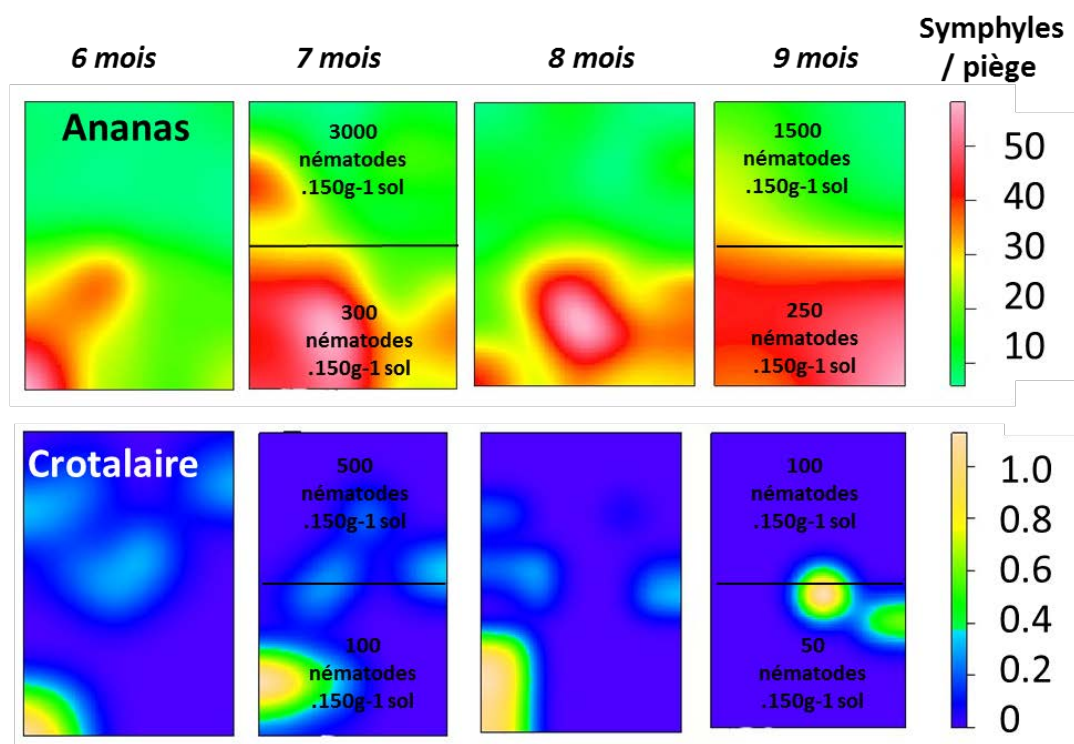 6 mois
7 mois
8 mois
9 mois
Symphyles
/ piège
Ananas
3000
nématodes
.150g-1 sol
300
nématodes
.150g-1 sol
1500
nématodes
.150g-1 sol
250
nématodes
.150g-1 sol
50
40
30
20
10
Crotalaire
500
nématodes
.150g-1 sol
100
nématodes
.150g-1 sol
100
nématodes
.150g-1 sol
50
nématodes
.150g-1 sol
1.0
0.8
0.6
0.4
0.2
0